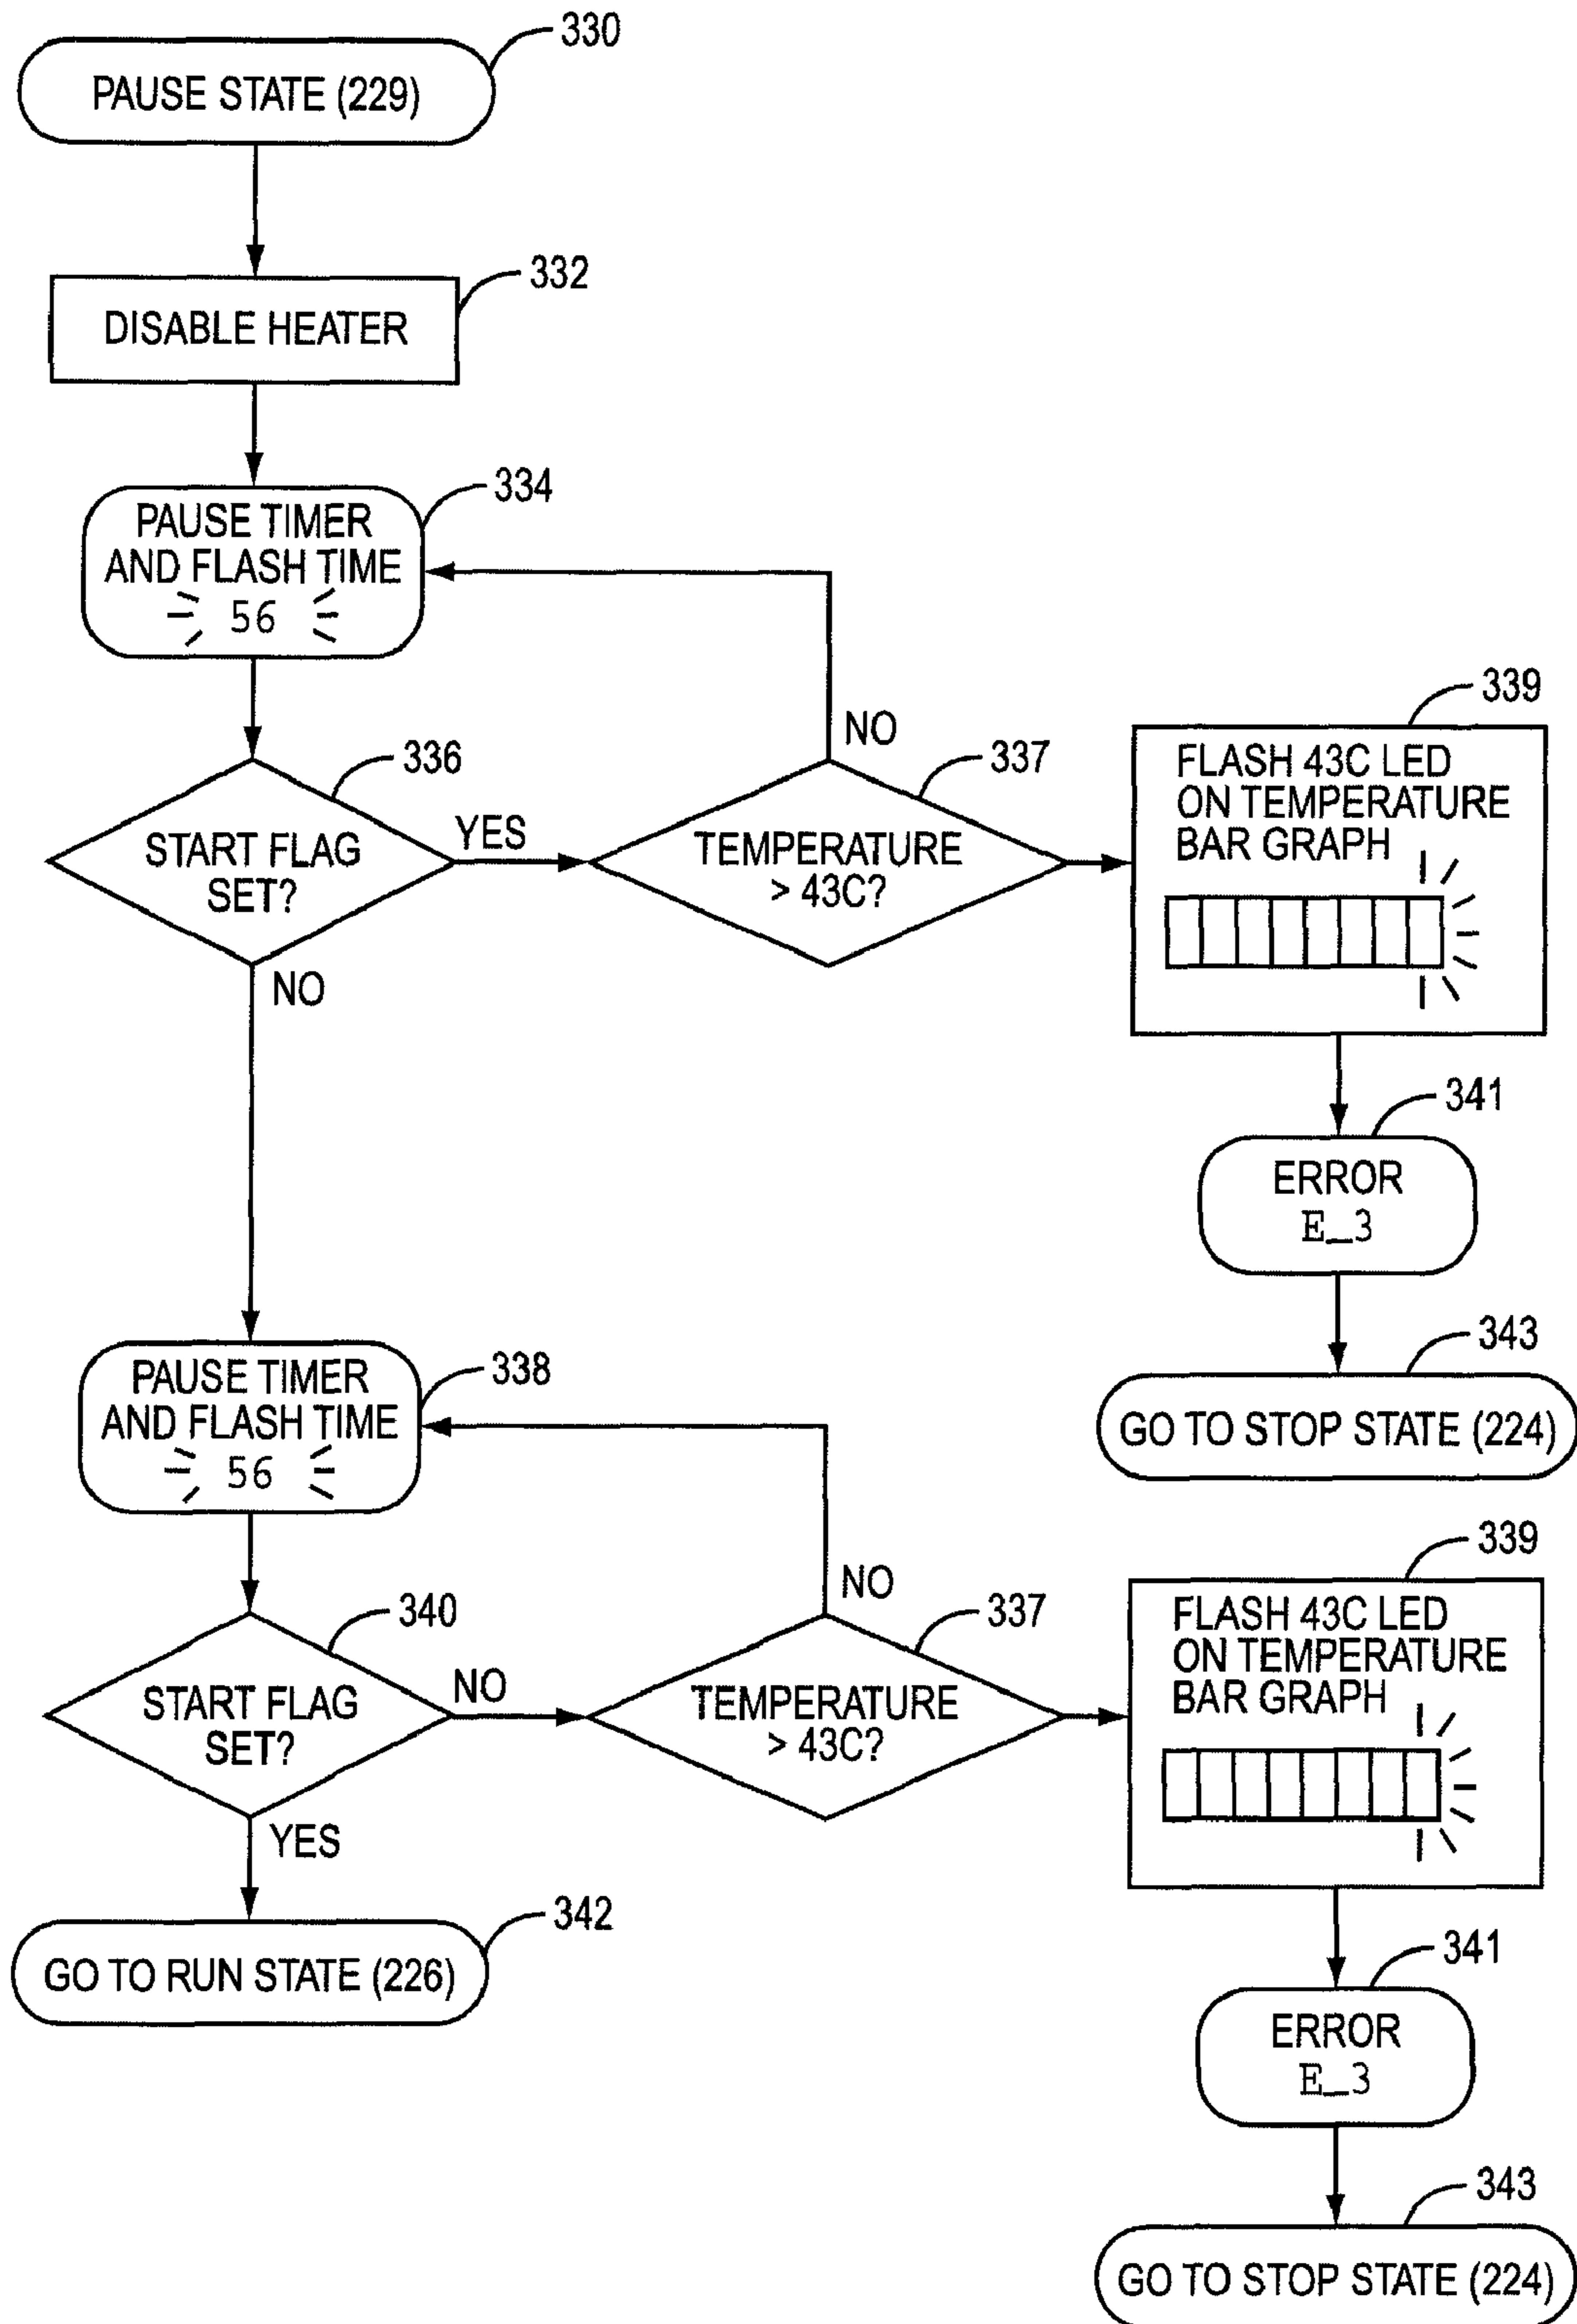 330
PAUSE STATE (229)
332
DISABLE HEATER
334
PAUSE TIMER
AND FLASH TIME
56
336
START FLAG
SET?
YES
NO
337
TEMPERATURE
> 43C?
NO
339
FLASH 43C LED
ON TEMPERATURE
BAR GRAPH
341
ERROR
E_3
343
GO TO STOP STATE (224)
338
PAUSE TIMER
AND FLASH TIME
56
340
START FLAG
SET?
NO
YES
337
TEMPERATURE
> 43C?
NO
339
FLASH 43C LED
ON TEMPERATURE
BAR GRAPH
342
GO TO RUN STATE (226)
341
ERROR
E_3
343
GO TO STOP STATE (224)